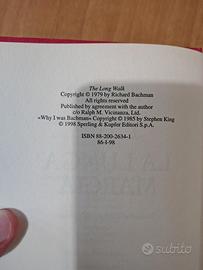 The Long Walk
Copyright © 1979 by Richard Bachman
All rights reserved
Published by agreement with the author
c/o Ralph M. Vicinanza, Ltd.
«Why I was Bachman» Copyright © 1985 by Stephen King
© 1998 Sperling & Kupfer Editori S.p.A.
ISBN 88-200-2634-1
86-I-98
subito